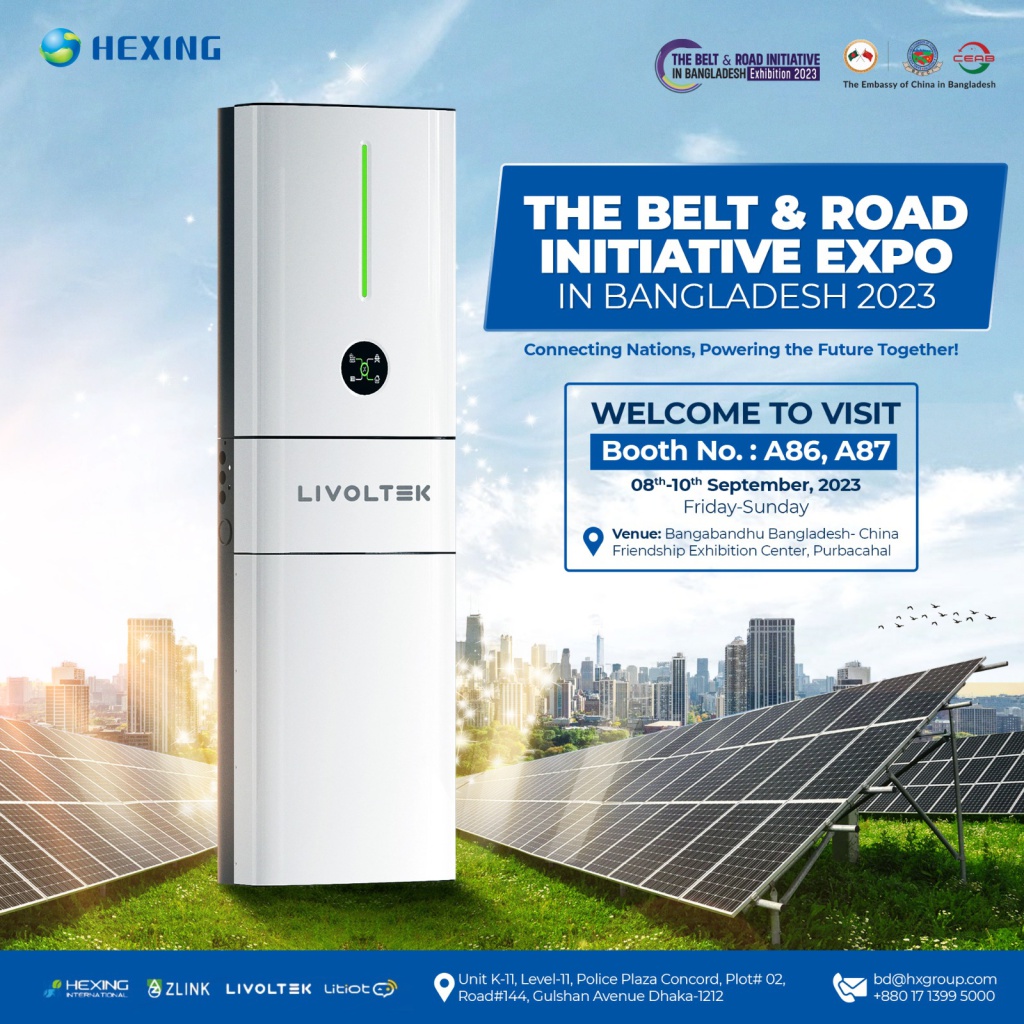 HEXING
THE BELT & ROAD INITIATIVE
IN BANGLADESH Exhibition 2023
CEAB
The Embassy of China in Bangladesh
THE BELT & ROAD
INITIATIVE EXPO
IN BANGLADESH 2023
Connecting Nations, Powering the Future Together!
WELCOME TO VISIT
Booth No. : A86, A87
08th-10th September, 2023
Friday-Sunday
Venue: Bangabandhu Bangladesh- China
Friendship Exhibition Center, Purbacahal
LIVOLTEK
HEXING
INTERNATIONAL
ZLINK
LIVOLTEK
Litiot
Unit K-11, Level-11, Police Plaza Concord, Plot# 02,
Road#144, Gulshan Avenue Dhaka-1212
bd@hxgroup.com
+880 17 1399 5000